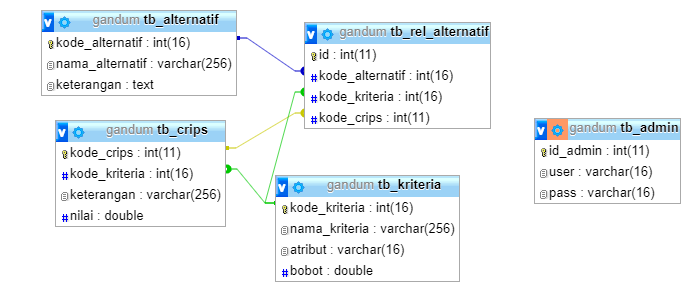 gandum tb_alternatif
kode_alternatif : int(16)
nama_alternatif : varchar(256)
keterangan : text
gandum tb_rel_alternatif
id : int(11)
kode_alternatif : int(16)
kode_kriteria : int(16)
kode_crips : int(11)
gandum tb_crips
kode_crips : int(11)
kode_kriteria : int(16)
keterangan : varchar(256)
nilai : double
gandum tb_admin
id_admin : int(11)
user : varchar(16)
pass : varchar(16)
gandum tb_kriteria
kode_kriteria : int(16)
nama_kriteria : varchar(256)
atribut : varchar(16)
bobot : double